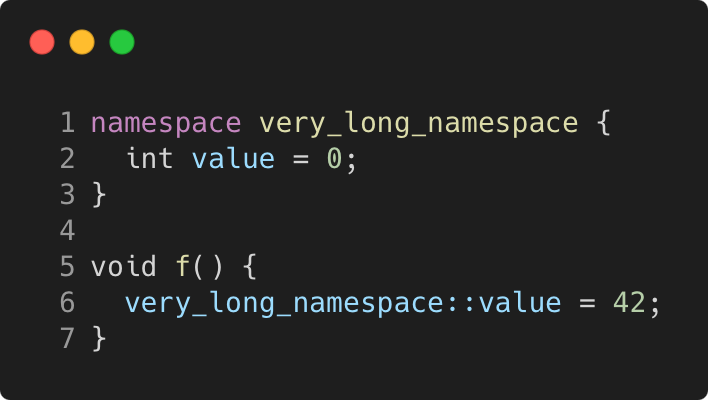 1 namespace very_long_namespace {
2   int value = 0;
3 }
4
5 void f() {
6   very_long_namespace::value = 42;
7 }